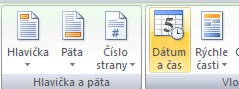 Hlavička
Päta
Číslo
strany
Dátum
a čas
Rýchle
časti
Hlavička a päta
Vlo